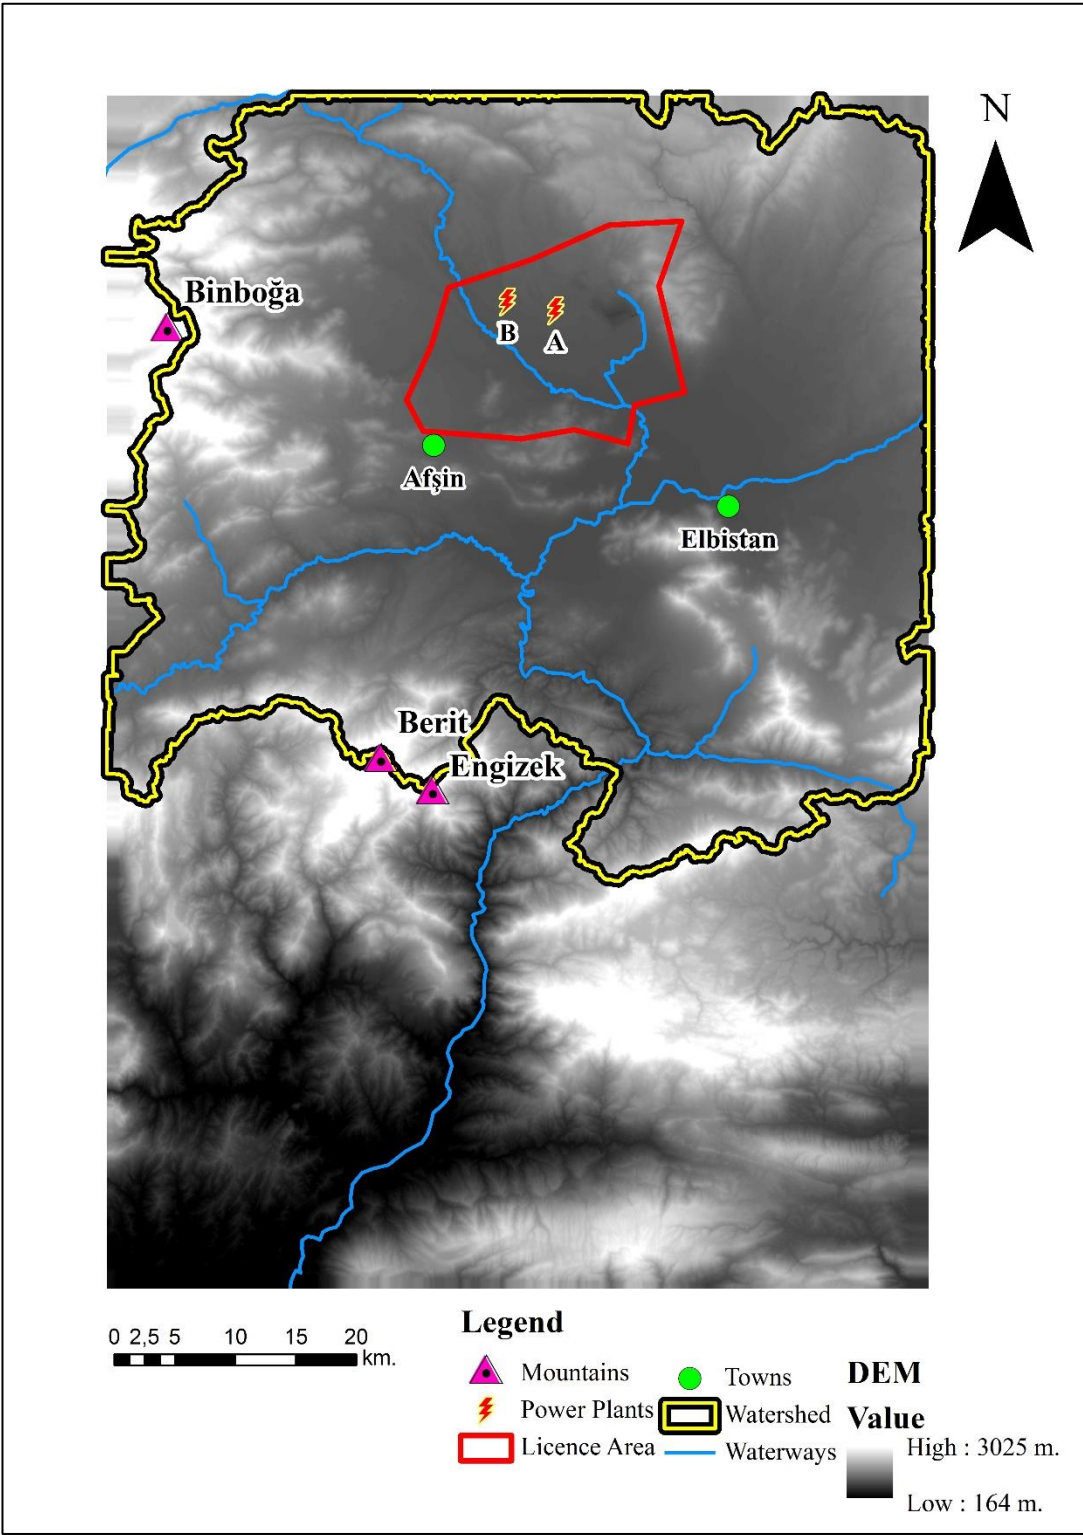 N
Binboğa
B
A
Afşin
Elbistan
Berit
Engizek
0 2,5 5 10 15 20
km.
Legend
Mountains
Power Plants
Licence Area
Towns
Watershed
Waterways
DEM
Value
High : 3025 m.
Low : 164 m.